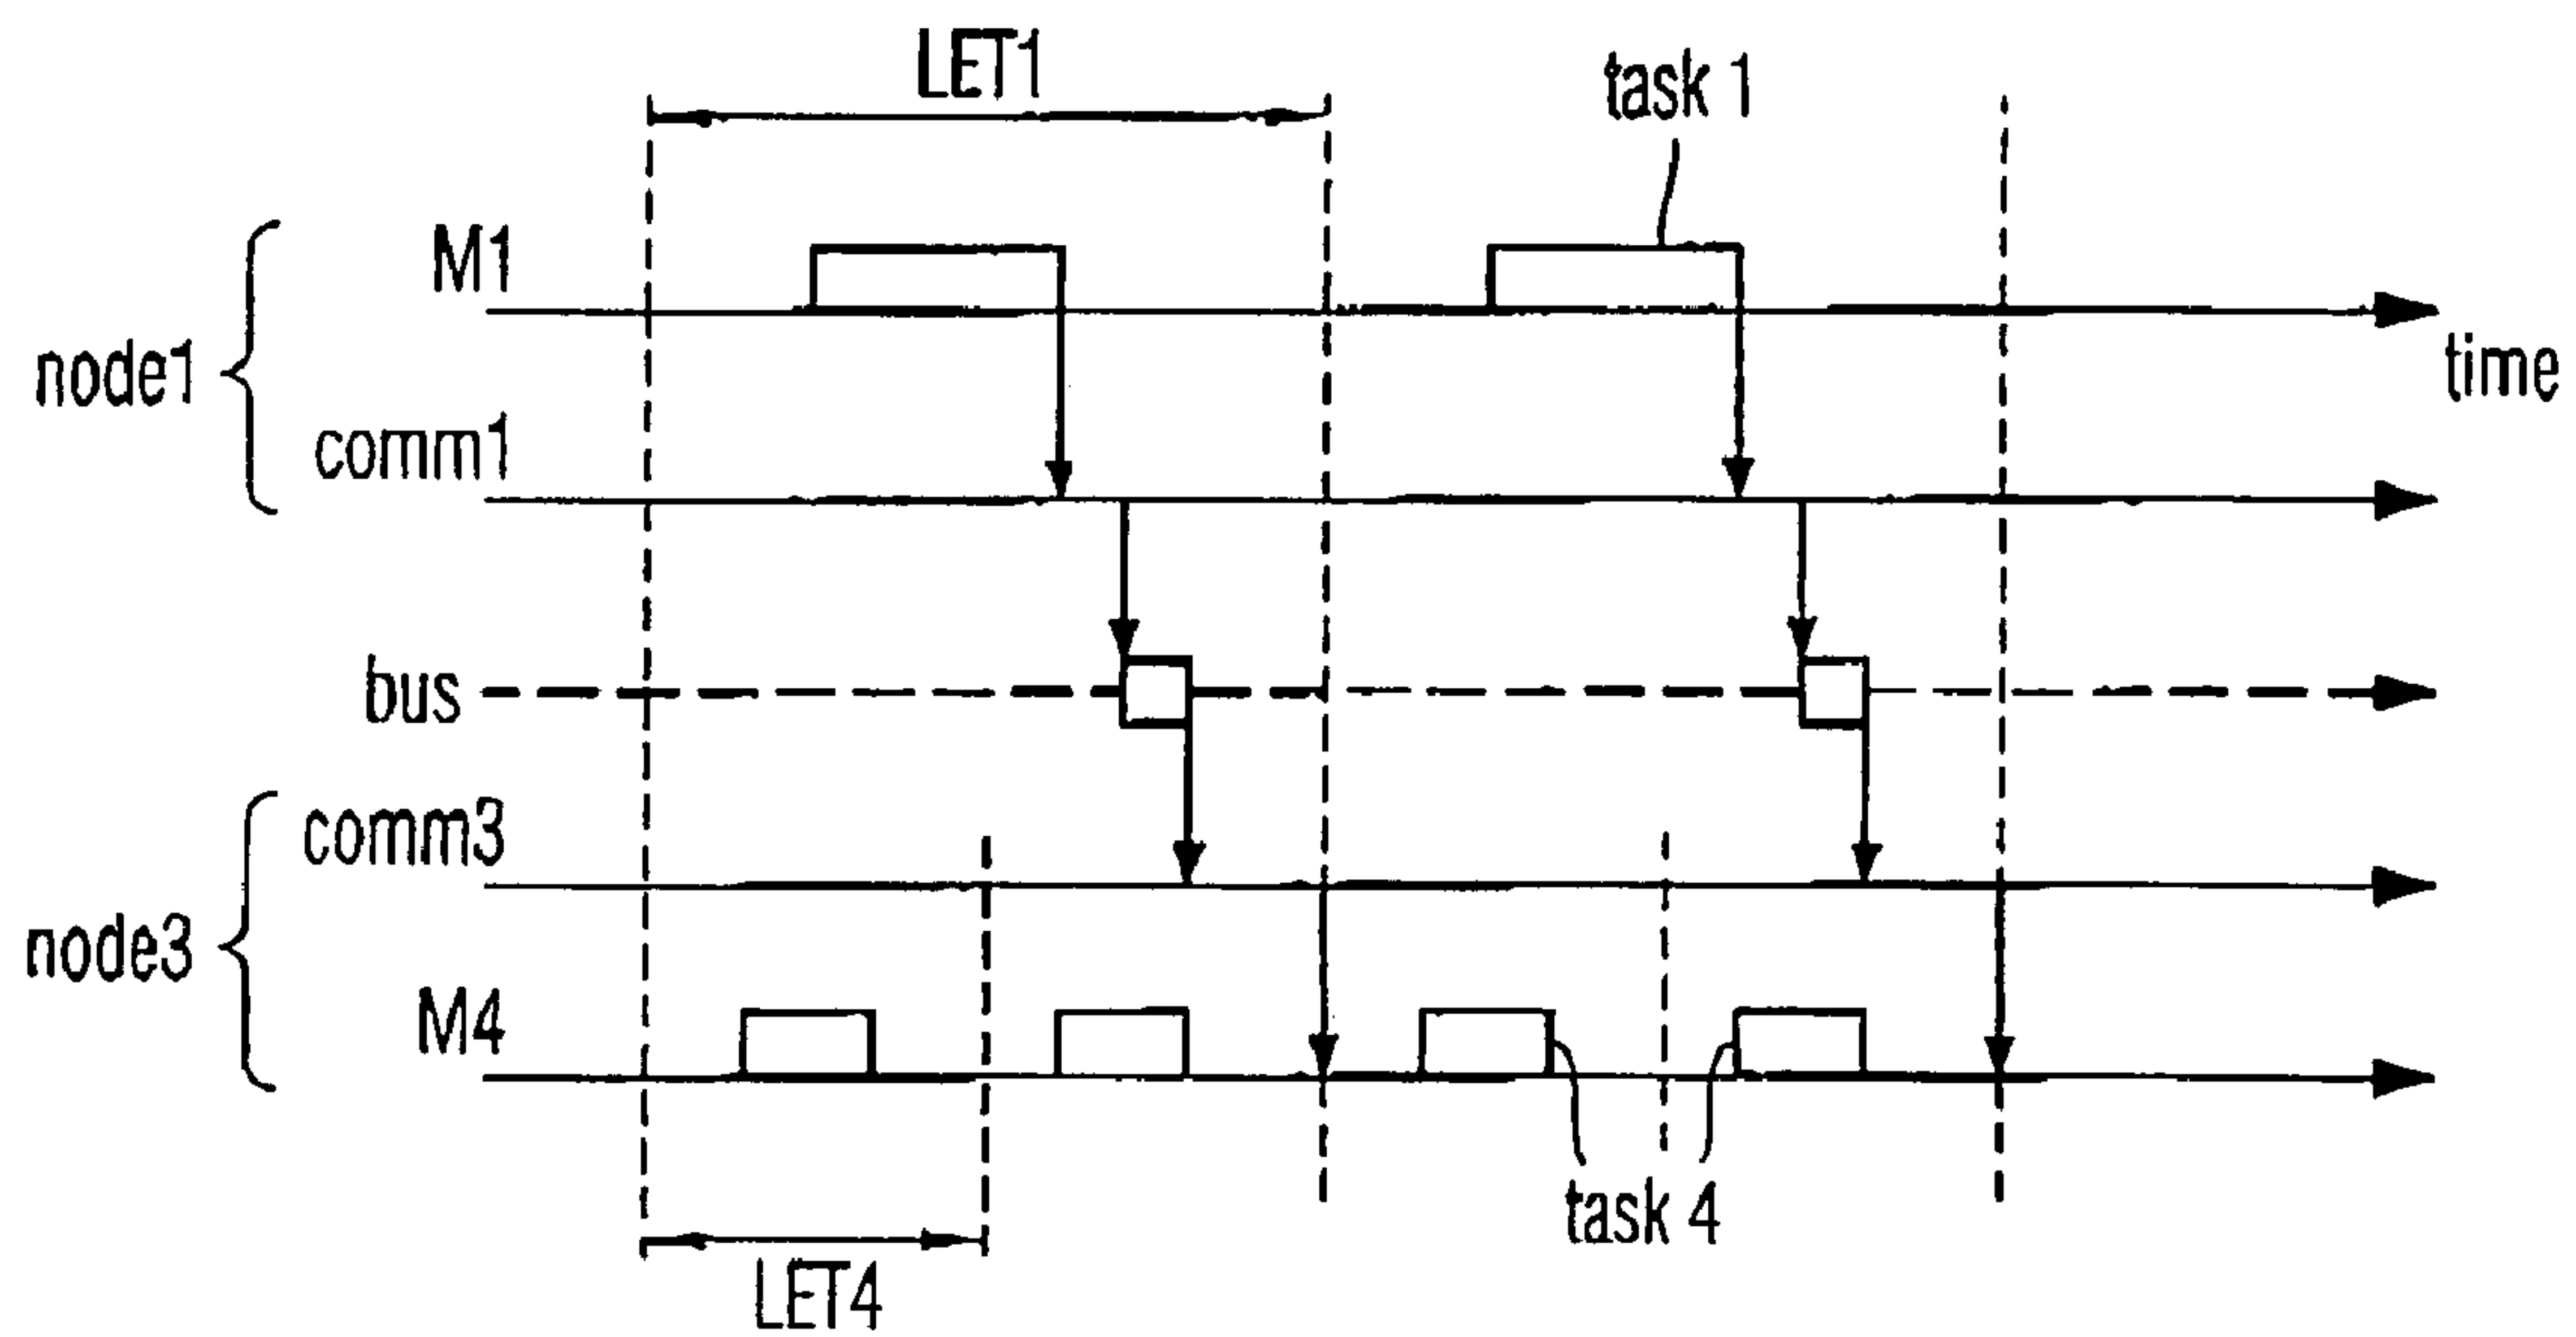 LET1
task 1
M1
node1
time
comm1
bus
comm3
node3
M4
task 4
LET4